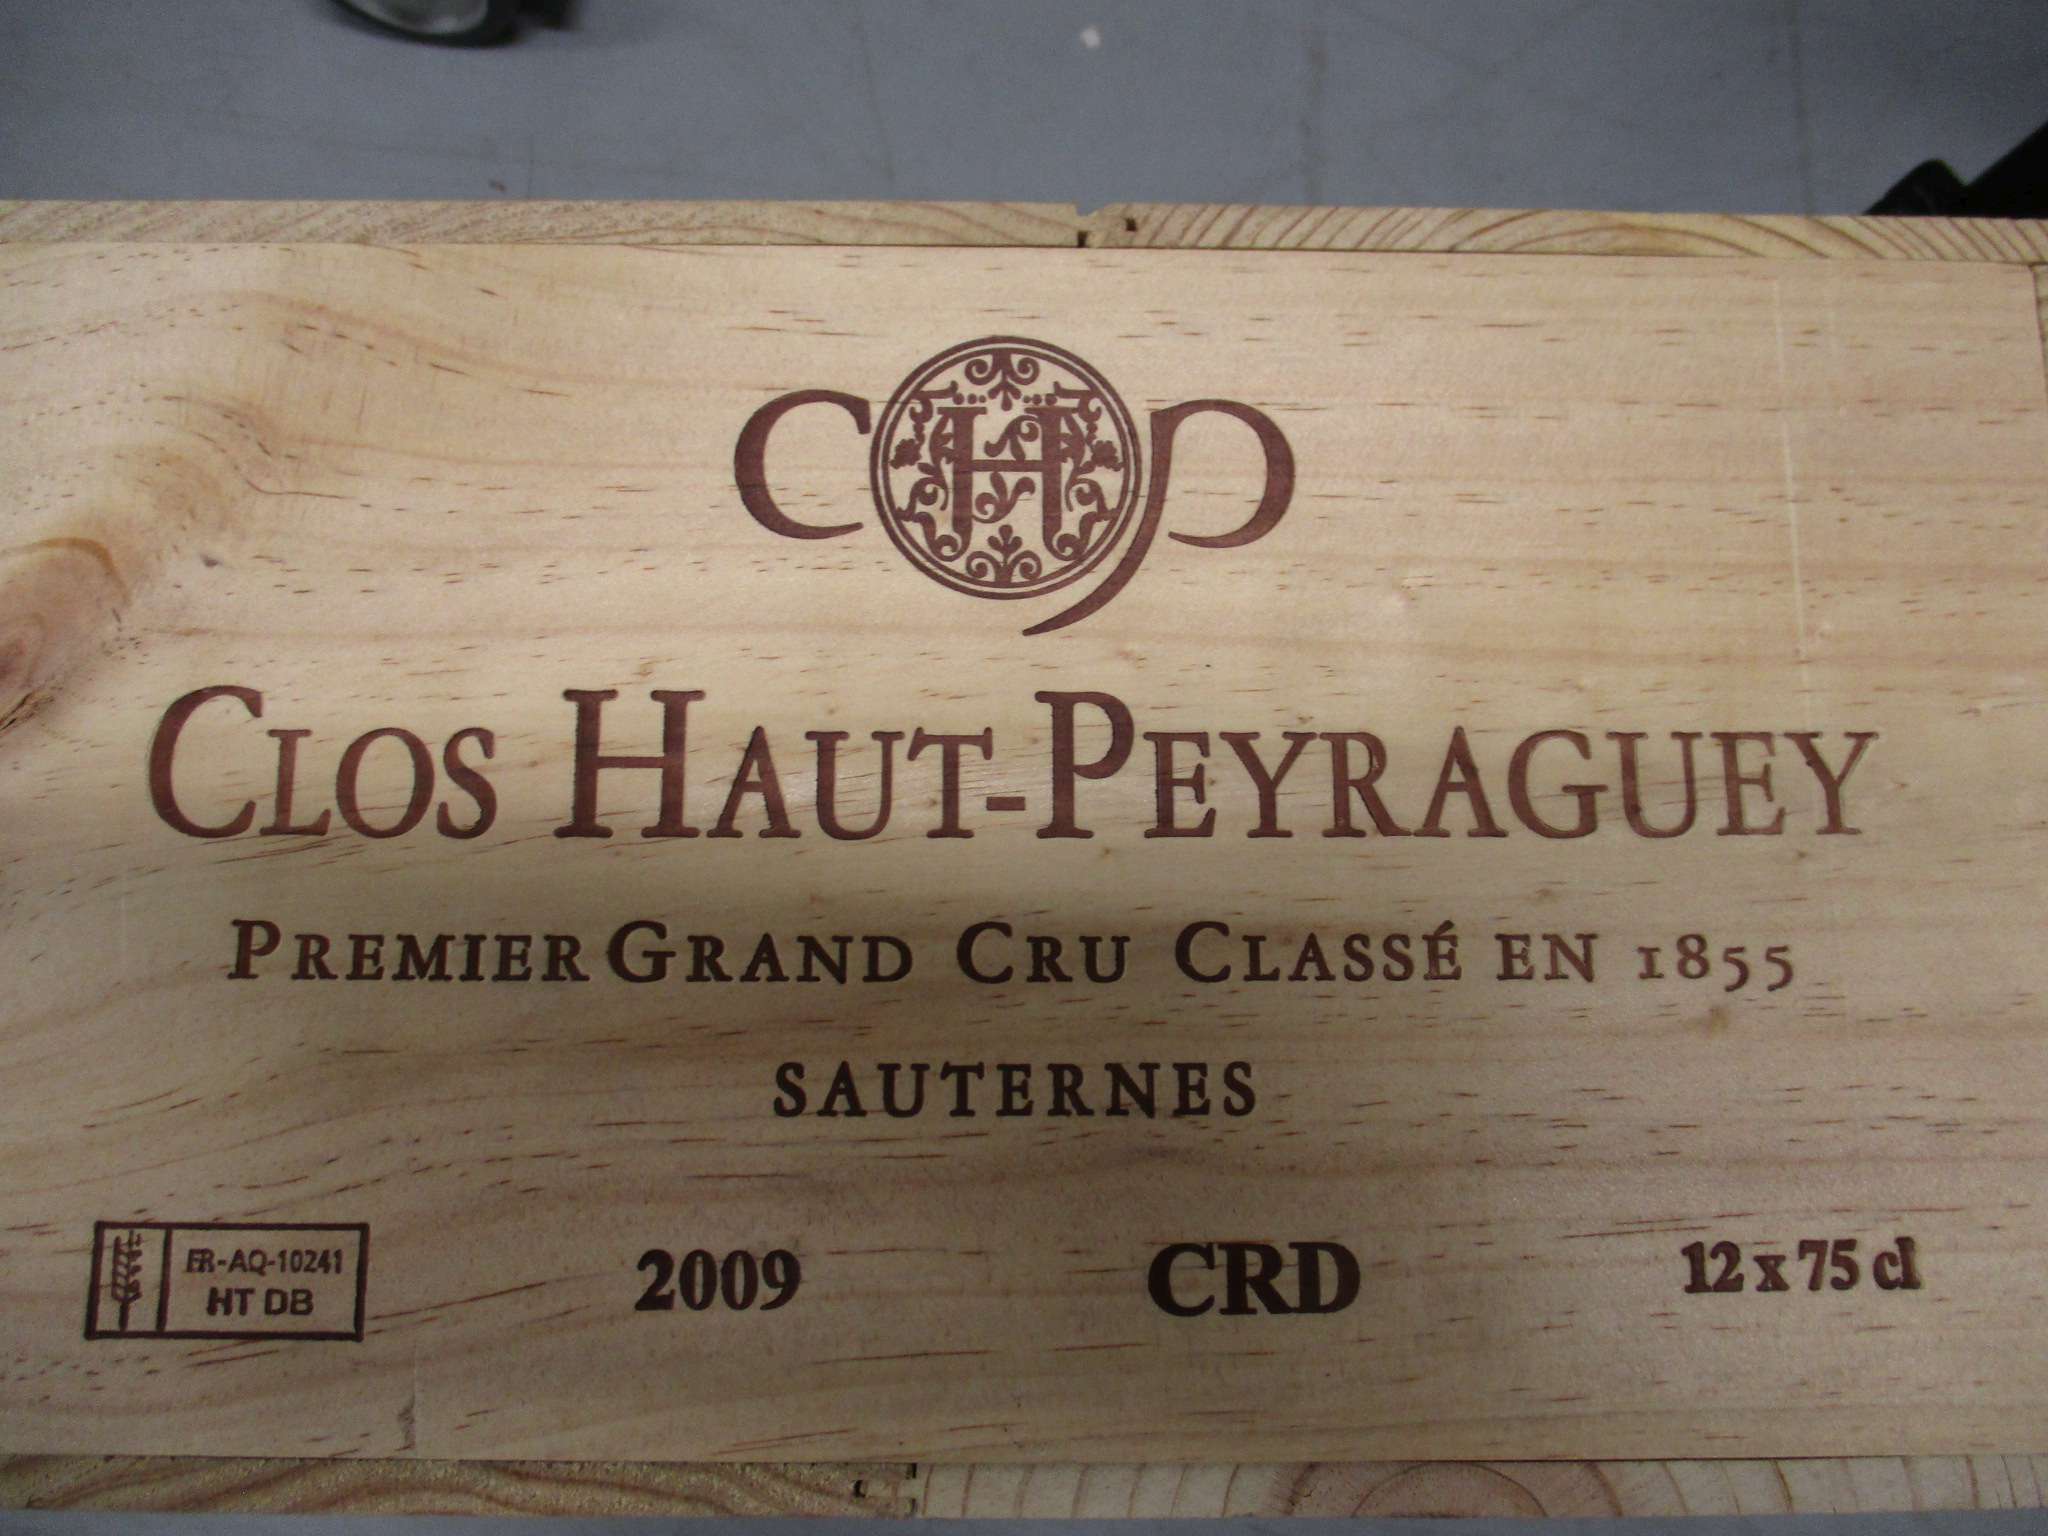 CHP
CLOS HAUT-PEYRAGUEY
PREMIER GRAND CRU CLASSÉ EN 1855
SAUTERNES
FR-AQ-10241
HT DB
2009
CRD
12 x 75 cl